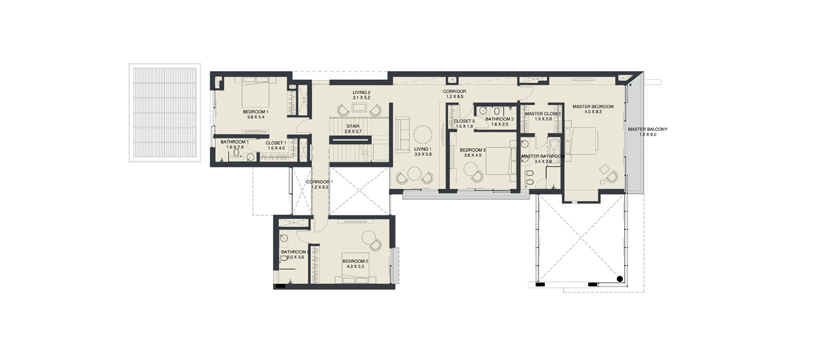 LIVING 2
2.1 X 5.2
CORRIDOR
1.2 X 8.5
BEDROOM 1
3.8 X 5.4
MASTER BEDROOM
4.0 X 8.3
CLOSET 3
1.0 X 1.8
BATHROOM 3
1.6 X 2.5
MASTER CLOSET
1.9 X 2.8
STAIR
2.9 X 3.7
MASTER BALCONY
1.2 X 8.0
BATHROOM 1
1.6 X 2.8
CLOSET 1
1.6 X 4.0
LIVING 1
3.5 X 5.8
BEDROOM 3
3.8 X 4.5
MASTER BATHROOM
3.4 X 2.8
CORRIDOR 1
1.2 X 6.5
BATHROOM
2.0 X 3.6
BEDROOM 2
4.3 X 5.3